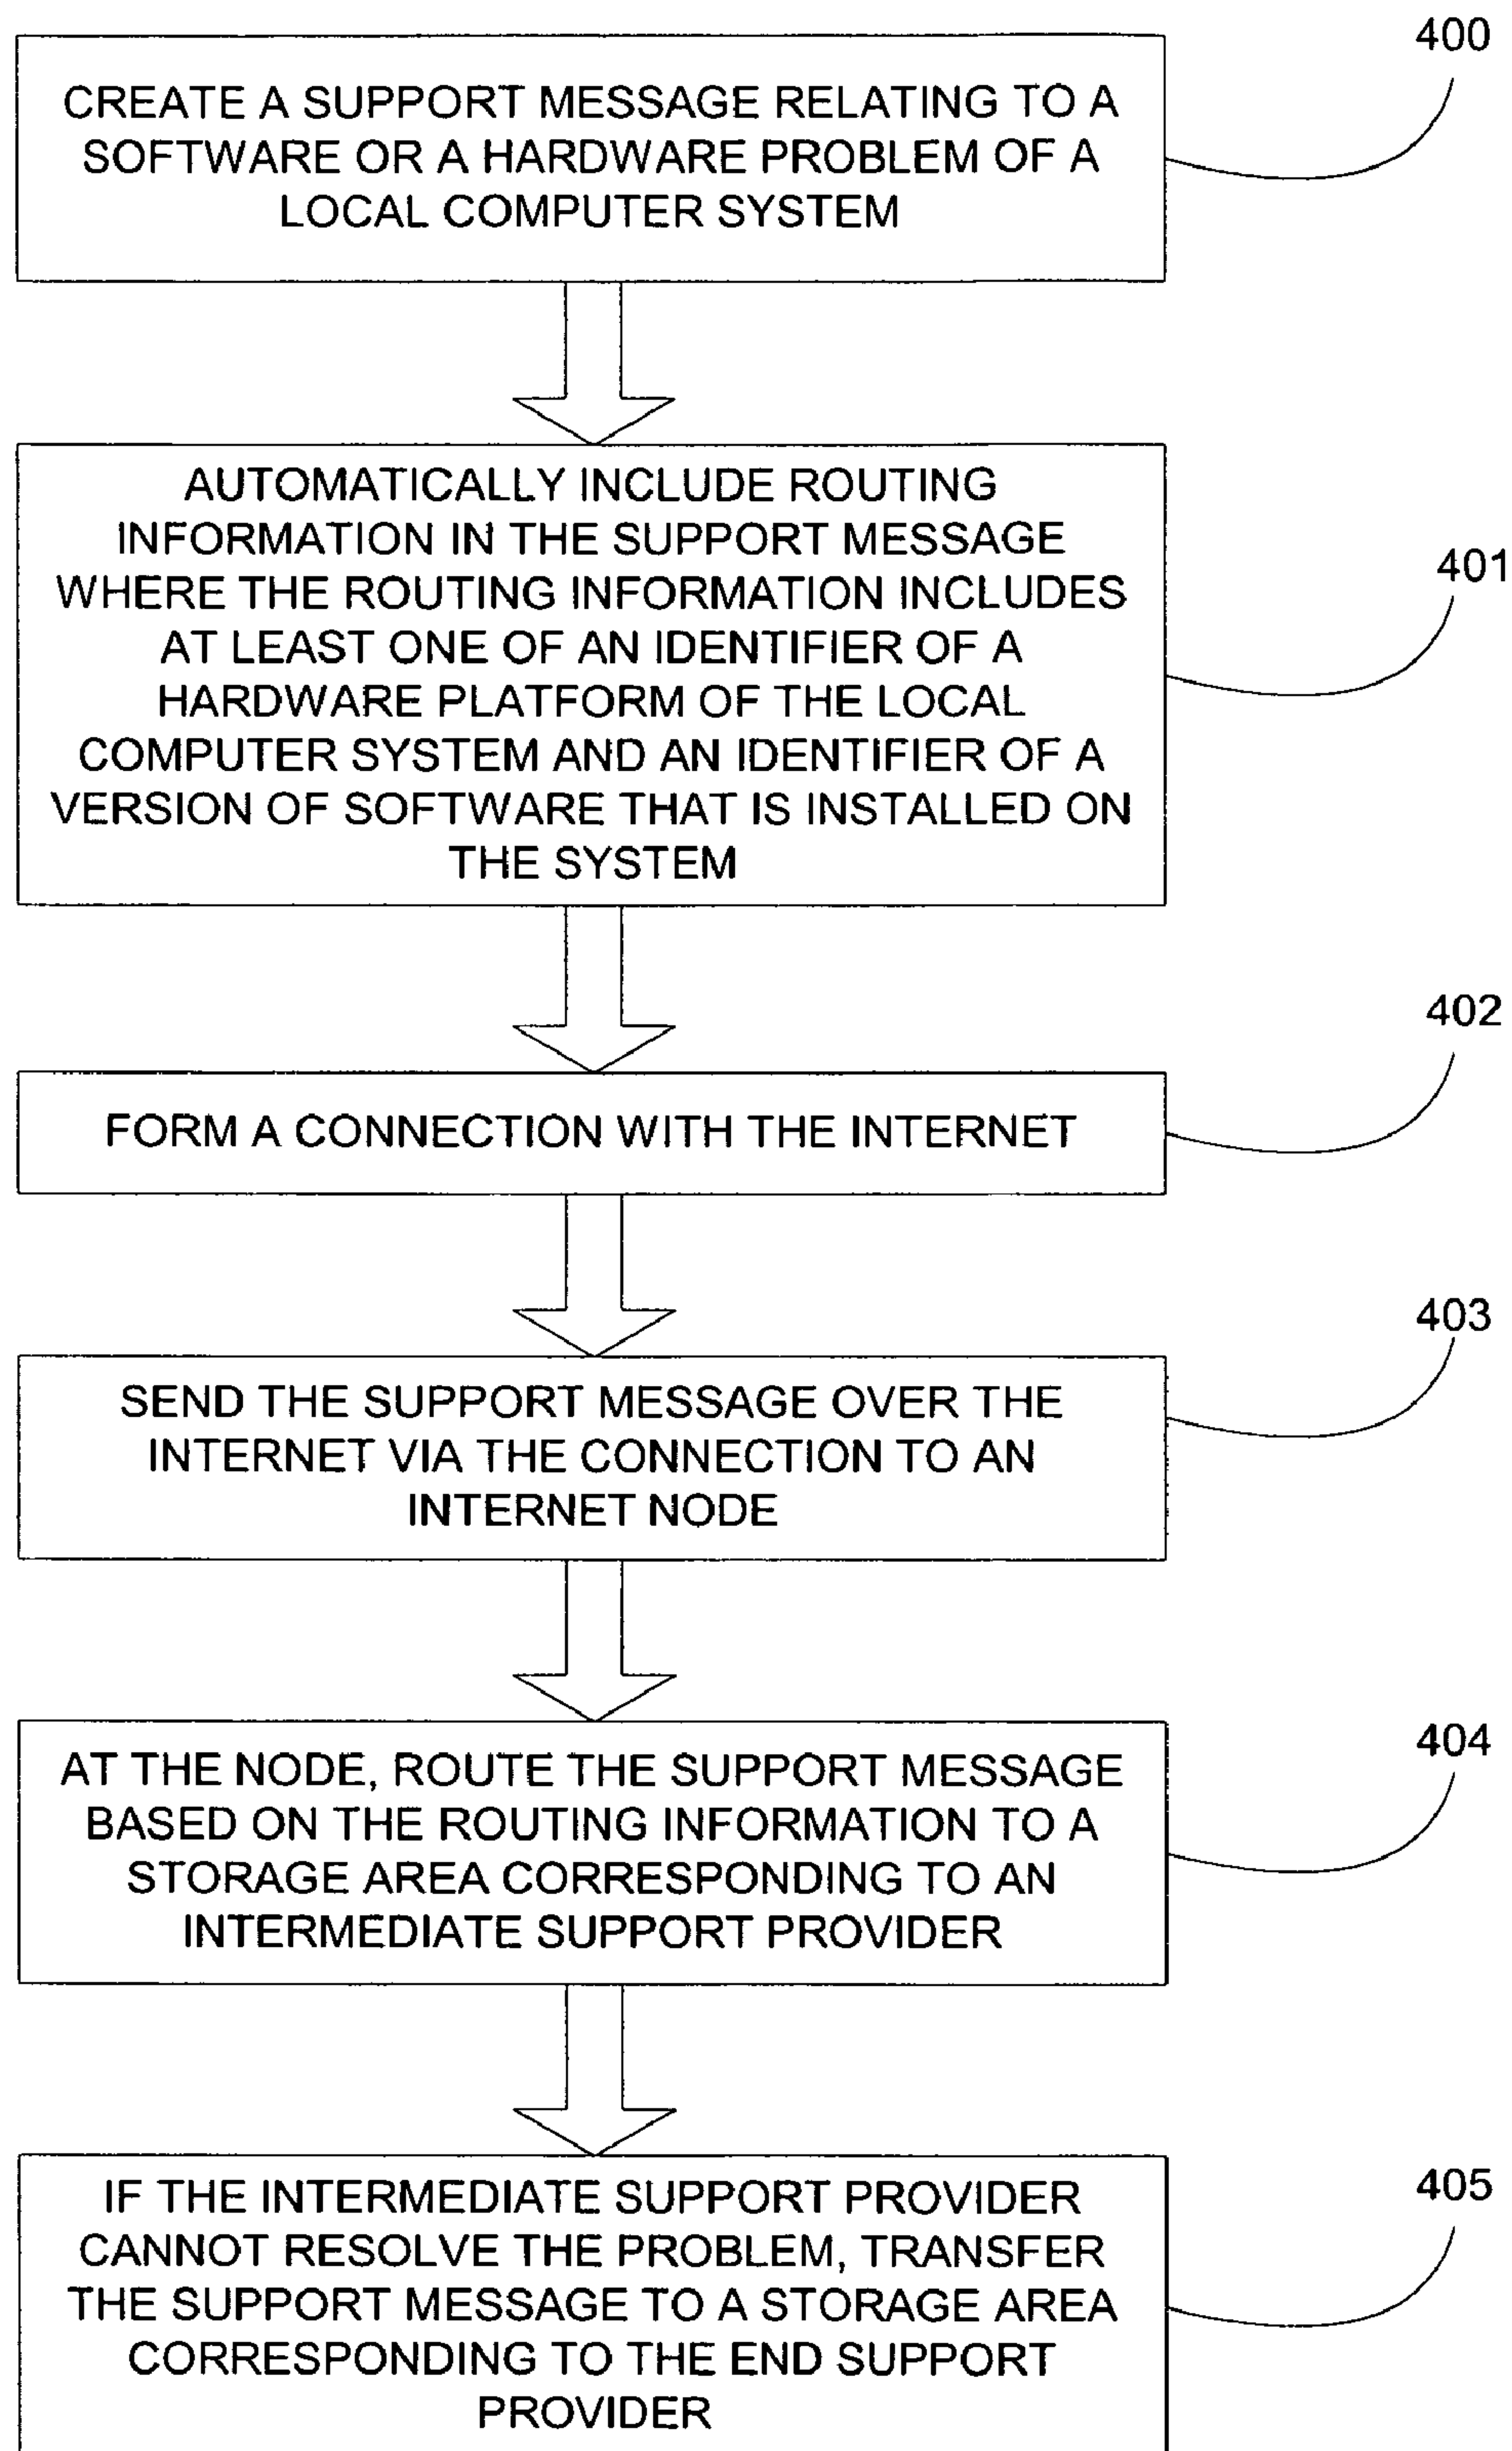 400
CREATE A SUPPORT MESSAGE RELATING TO A
SOFTWARE OR A HARDWARE PROBLEM OF A
LOCAL COMPUTER SYSTEM
AUTOMATICALLY INCLUDE ROUTING
INFORMATION IN THE SUPPORT MESSAGE
WHERE THE ROUTING INFORMATION INCLUDES
AT LEAST ONE OF AN IDENTIFIER OF A
HARDWARE PLATFORM OF THE LOCAL
COMPUTER SYSTEM AND AN IDENTIFIER OF A
VERSION OF SOFTWARE THAT IS INSTALLED ON
THE SYSTEM
401
402
FORM A CONNECTION WITH THE INTERNET
403
SEND THE SUPPORT MESSAGE OVER THE
INTERNET VIA THE CONNECTION TO AN
INTERNET NODE
404
AT THE NODE, ROUTE THE SUPPORT MESSAGE
BASED ON THE ROUTING INFORMATION TO A
STORAGE AREA CORRESPONDING TO AN
INTERMEDIATE SUPPORT PROVIDER
405
IF THE INTERMEDIATE SUPPORT PROVIDER
CANNOT RESOLVE THE PROBLEM, TRANSFER
THE SUPPORT MESSAGE TO A STORAGE AREA
CORRESPONDING TO THE END SUPPORT
PROVIDER